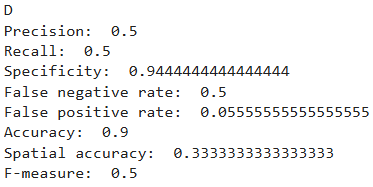 D
Precision:  0.5
Recall:  0.5
Specificity:  0.9444444444444444
False negative rate:  0.5
False positive rate:  0.05555555555555555
Accuracy:  0.9
Spatial accuracy:  0.3333333333333333
F-measure:  0.5